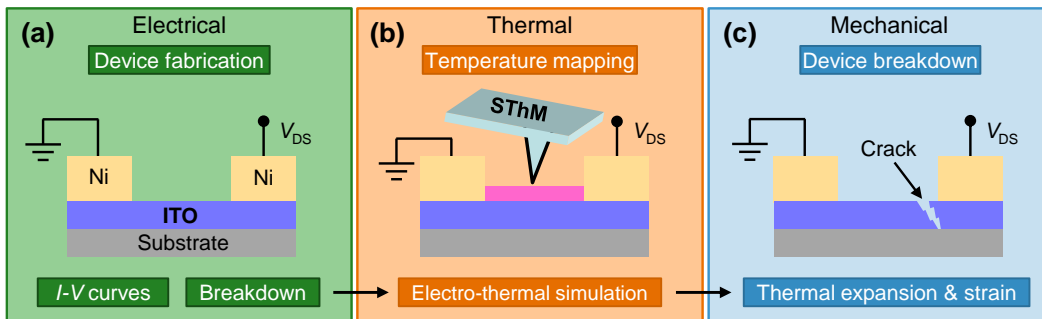 (a)
Electrical
Device fabrication
V_DS
Ni
Ni
ITO
Substrate
I-V curves
Breakdown
(b)
Thermal
Temperature mapping
SThM
V_DS
Electro-thermal simulation
(c)
Mechanical
Device breakdown
V_DS
Crack
Thermal expansion & strain